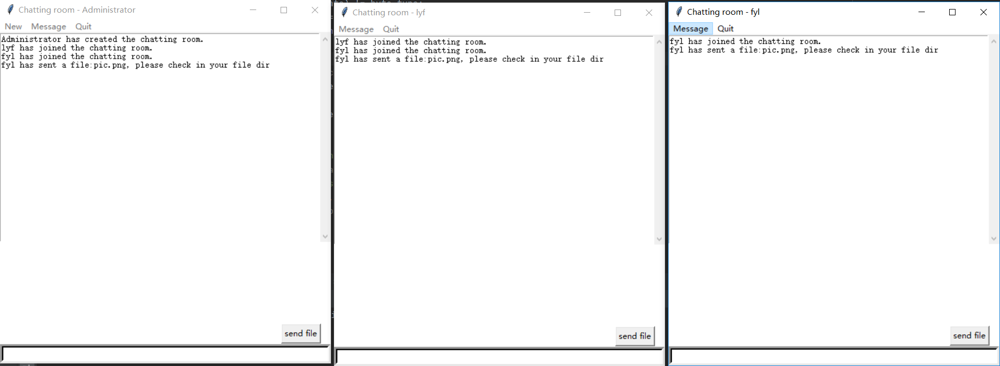 Chatting room - Administrator
New Message Quit
Administrator has created the chatting room.
lyf has joined the chatting room.
fyl has joined the chatting room.
fyl has sent a file:pic.png, please check in your file dir
send file
Chatting room - lyf
Message Quit
lyf has joined the chatting room.
fyl has joined the chatting room.
fyl has sent a file:pic.png, please check in your file dir
send file
Chatting room - fyl
Message Quit
fyl has joined the chatting room.
fyl has sent a file:pic.png, please check in your file dir
send file